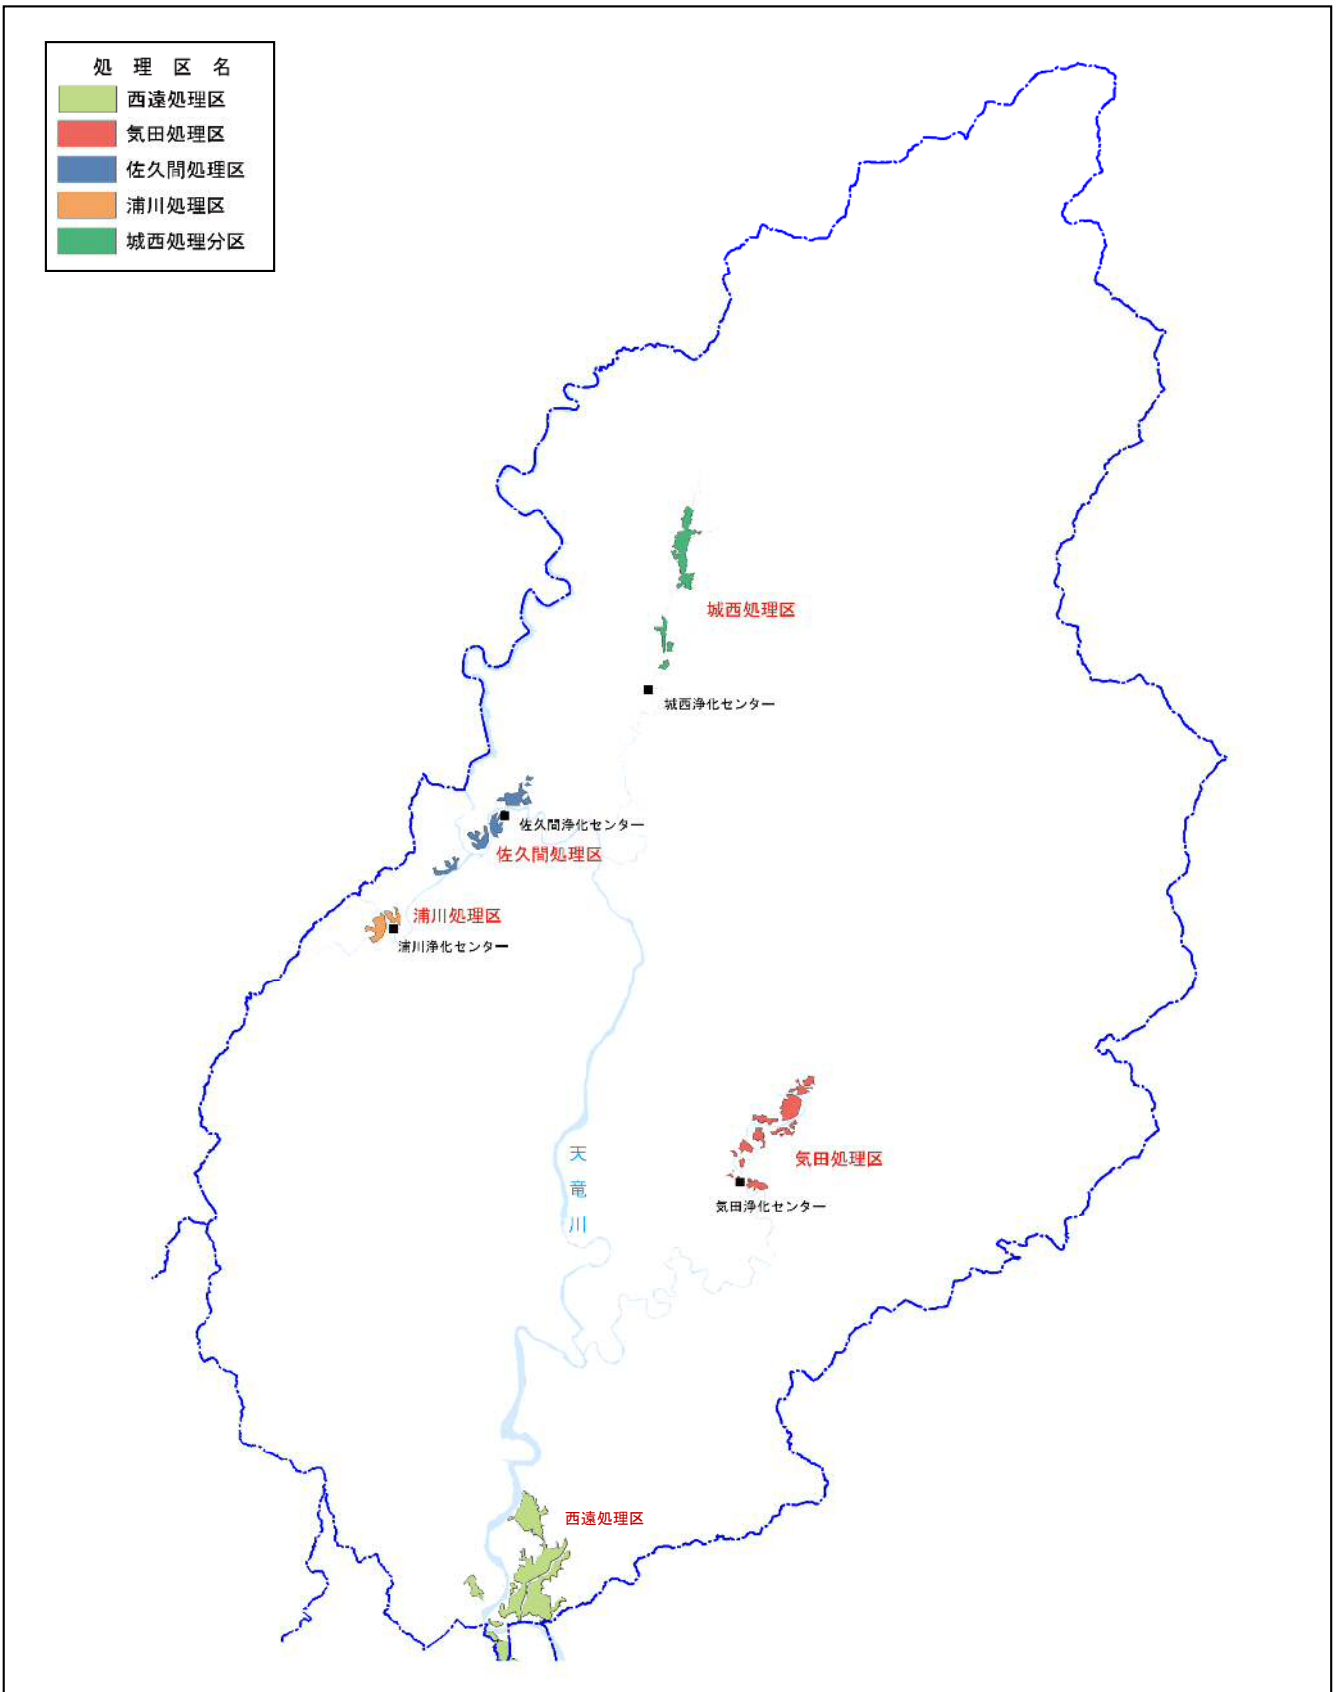 処理区名
西遠処理区
気田処理区
佐久間処理区
浦川処理区
城西処理分区
城西処理区
城西浄化センター
佐久間浄化センター
佐久間処理区
浦川処理区
浦川浄化センター
天竜川
気田処理区
気田浄化センター
西遠処理区